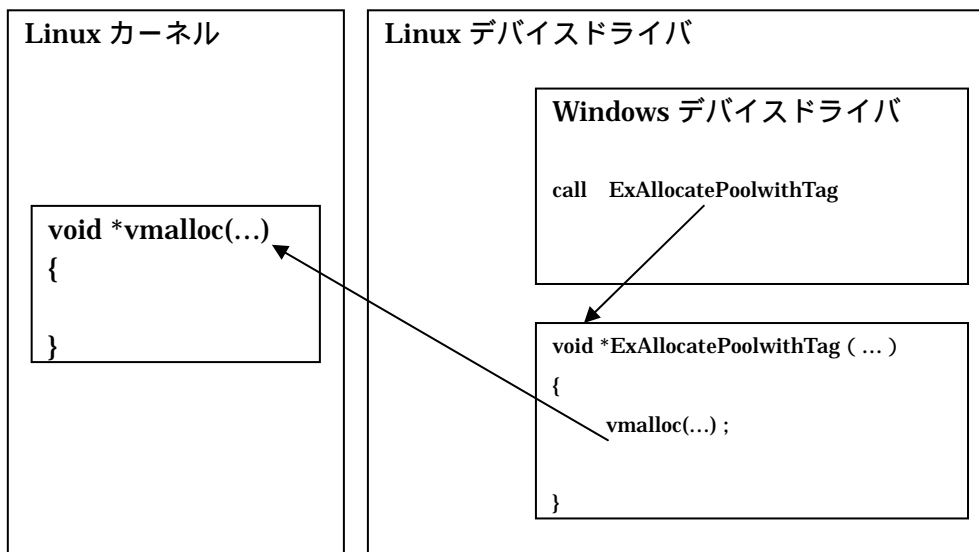 Linux カーネル
void *vmalloc(…)
{
}
Linux デバイスドライバ
Windows デバイスドライバ
call ExAllocatePoolwithTag
void *ExAllocatePoolwithTag ( … )
{
vmalloc(…) ;
}